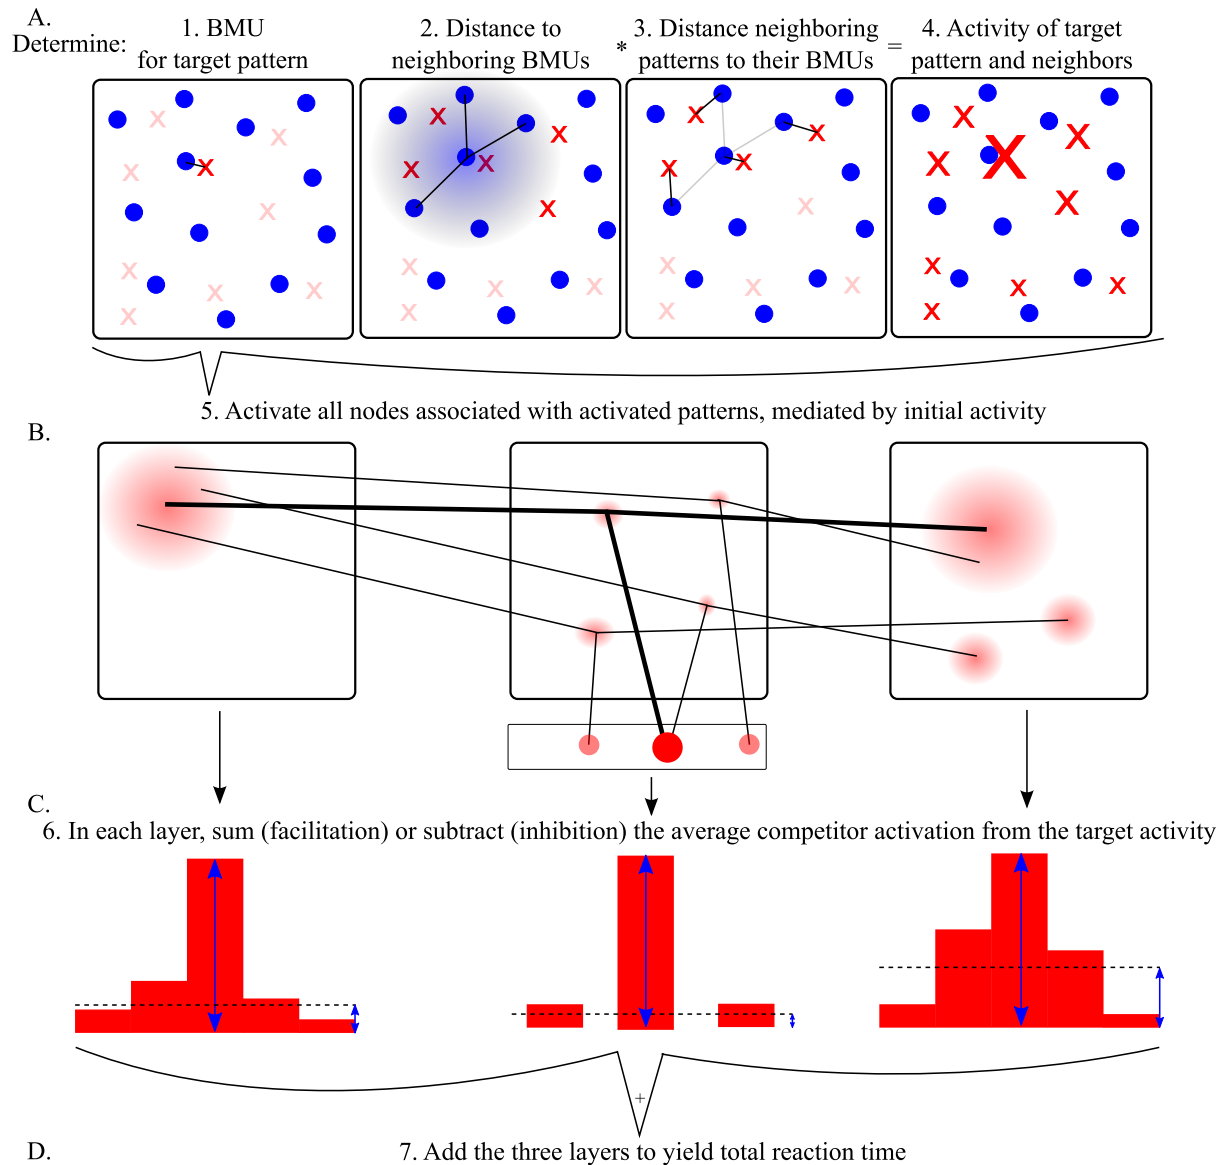 A.
Determine:
1. BMU
for target pattern
2. Distance to
neighboring BMUs
*
3. Distance neighboring
patterns to their BMUs
=
4. Activity of target
pattern and neighbors
5. Activate all nodes associated with activated patterns, mediated by initial activity
B.
C.
6. In each layer, sum (facilitation) or subtract (inhibition) the average competitor activation from the target activity
+
D.
7. Add the three layers to yield total reaction time